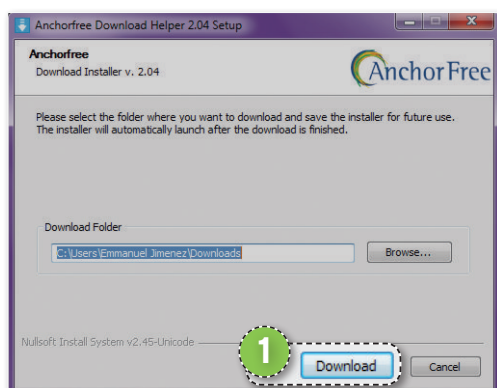 Anchorfree Download Helper 2.04 Setup
Anchorfree
Download Installer v. 2.04
AnchorFree
Please select the folder where you want to download and save the installer for future use.
The installer will automatically launch after the download is finished.
Download Folder
C:\Users\Emmanuel Jimenez\Downloads
Browse...
Nullsoft Install System v2.45-Unicode
1
Download
Cancel